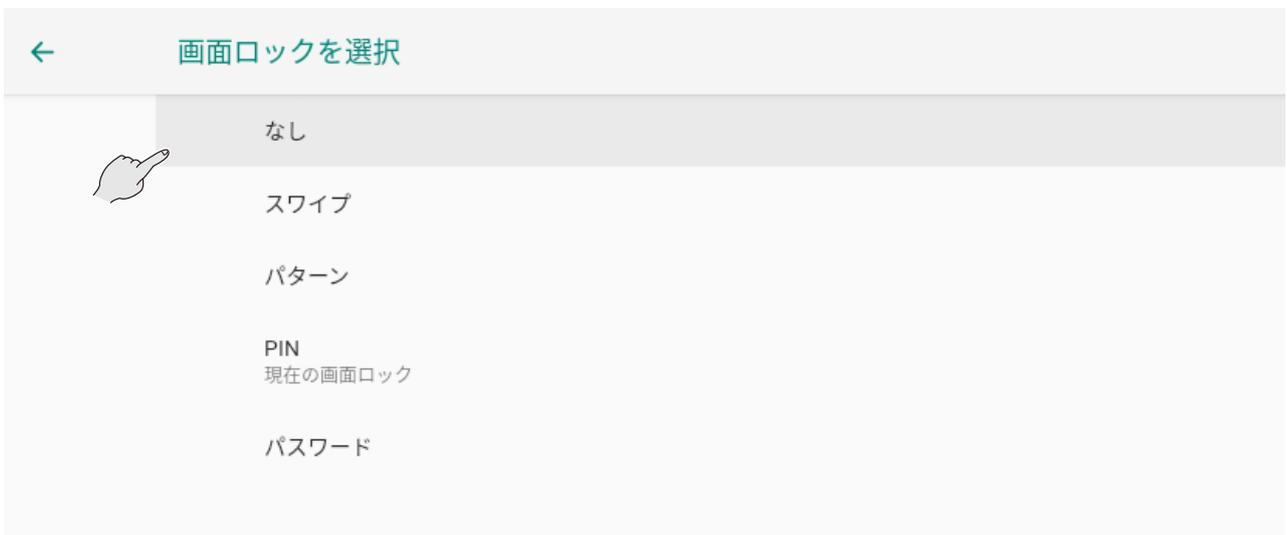 画面ロックを選択
なし
スワイプ
パターン
PIN
現在の画面ロック
パスワード